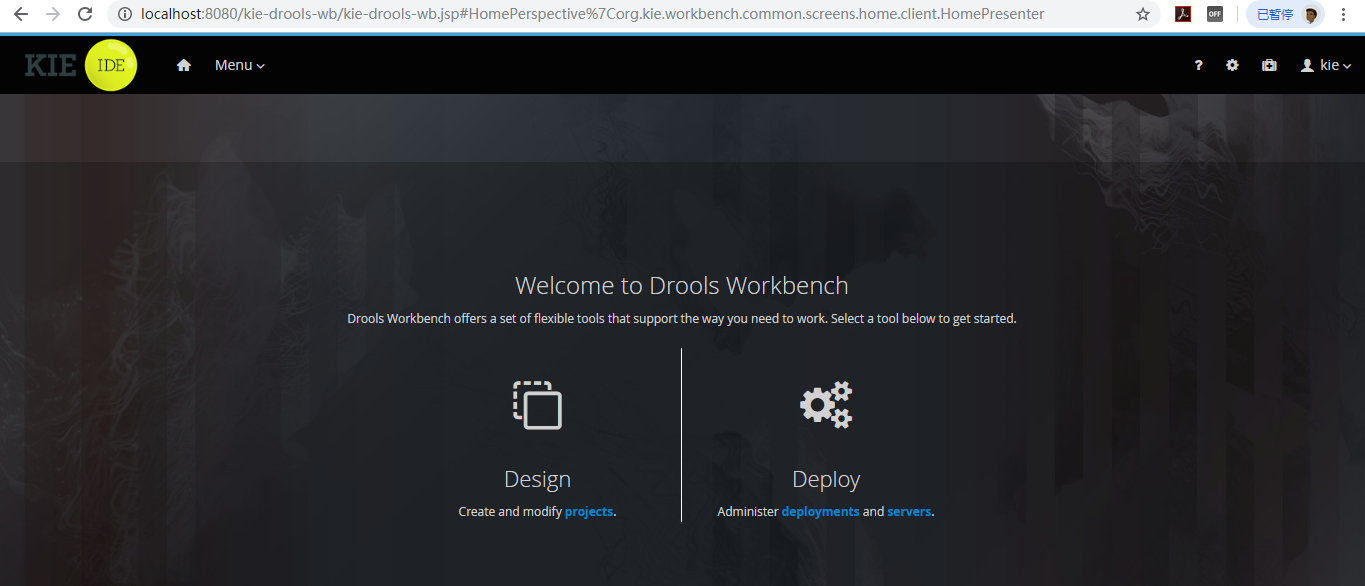 localhost:8080/kie-drools-wb/kie-drools-wb.jsp#HomePerspective%7Corg.kie.workbench.common.screens.home.client.HomePresenter
OFF
已暂停
KIE IDE
Menu
?
kie
Welcome to Drools Workbench
Drools Workbench offers a set of flexible tools that support the way you need to work. Select a tool below to get started.
Design
Create and modify projects.
Deploy
Administer deployments and servers.